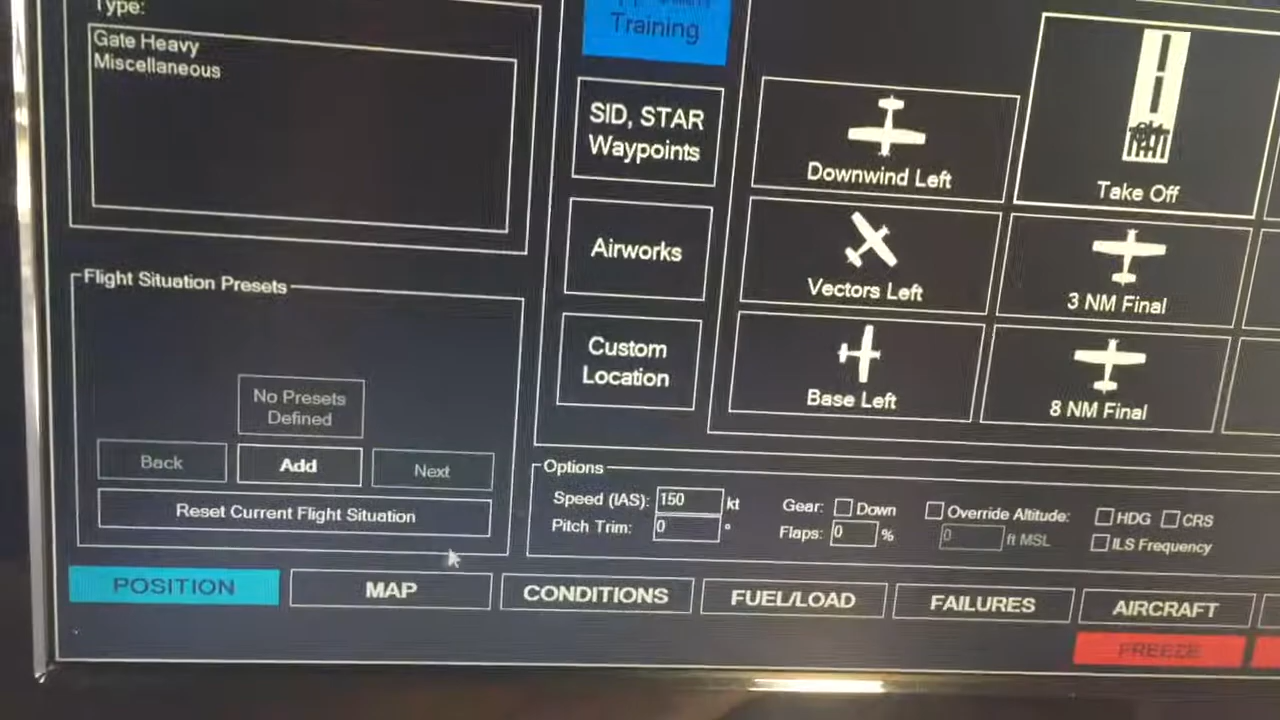 Type:
Gate Heavy
Miscellaneous
Flight Situation Presets
No Presets
Defined
Back
Add
Next
Reset Current Flight Situation
Training
SID, STAR
Waypoints
Airworks
Custom
Location
Downwind Left
Take Off
Vectors Left
3 NM Final
Base Left
8 NM Final
Options
Speed (IAS): 150 kt
Pitch Trim: 0 °
Gear: Down
Flaps: 0 %
Override Altitude:
0 ft MSL
HDG CRS
ILS Frequency
POSITION
MAP
CONDITIONS
FUEL/LOAD
FAILURES
AIRCRAFT
FREEZE